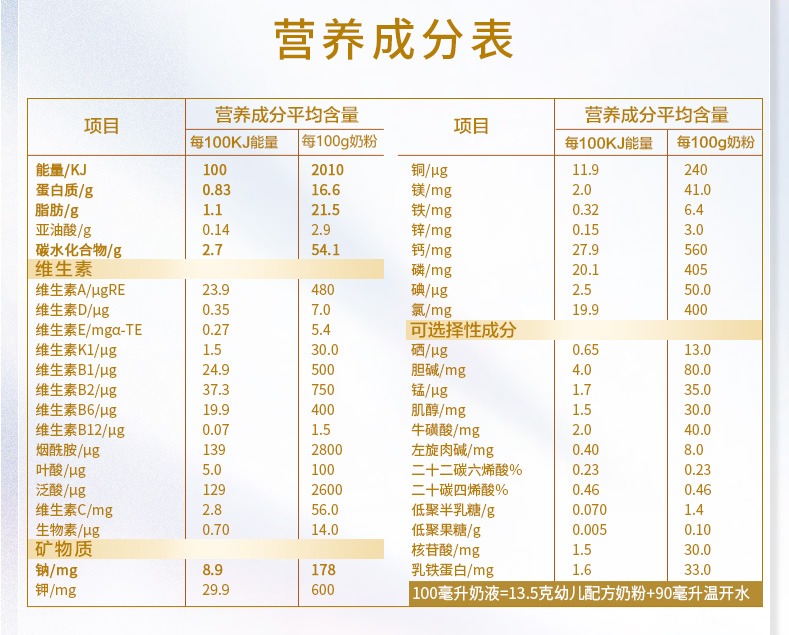 营养成分表
项目 营养成分平均含量
每100KJ能量 每100g奶粉
能量/KJ 100 2010
蛋白质/g 0.83 16.6
脂肪/g 1.1 21.5
亚油酸/g 0.14 2.9
碳水化合物/g 2.7 54.1
维生素
维生素A/μgRE 23.9 480
维生素D/μg 0.35 7.0
维生素E/mgα-TE 0.27 5.4
维生素K1/μg 1.5 30.0
维生素B1/μg 24.9 500
维生素B2/μg 37.3 750
维生素B6/μg 19.9 400
维生素B12/μg 0.07 1.5
烟酰胺/μg 139 2800
叶酸/μg 5.0 100
泛酸/μg 129 2600
维生素C/mg 2.8 56.0
生物素/μg 0.70 14.0
矿物质
钠/mg 8.9 178
钾/mg 29.9 600
项目 营养成分平均含量
每100KJ能量 每100g奶粉
铜/μg 11.9 240
镁/mg 2.0 41.0
铁/mg 0.32 6.4
锌/mg 0.15 3.0
钙/mg 27.9 560
磷/mg 20.1 405
碘/μg 2.5 50.0
氯/mg 19.9 400
可选择性成分
硒/μg 0.65 13.0
胆碱/mg 4.0 80.0
锰/μg 1.7 35.0
肌醇/mg 1.5 30.0
牛磺酸/mg 2.0 40.0
左旋肉碱/mg 0.40 8.0
二十二碳六烯酸% 0.23 0.23
二十碳四烯酸% 0.46 0.46
低聚半乳糖/g 0.070 1.4
低聚果糖/g 0.005 0.10
核苷酸/mg 1.5 30.0
乳铁蛋白/mg 1.6 33.0
100毫升奶液=13.5克幼儿配方奶粉+90毫升温开水